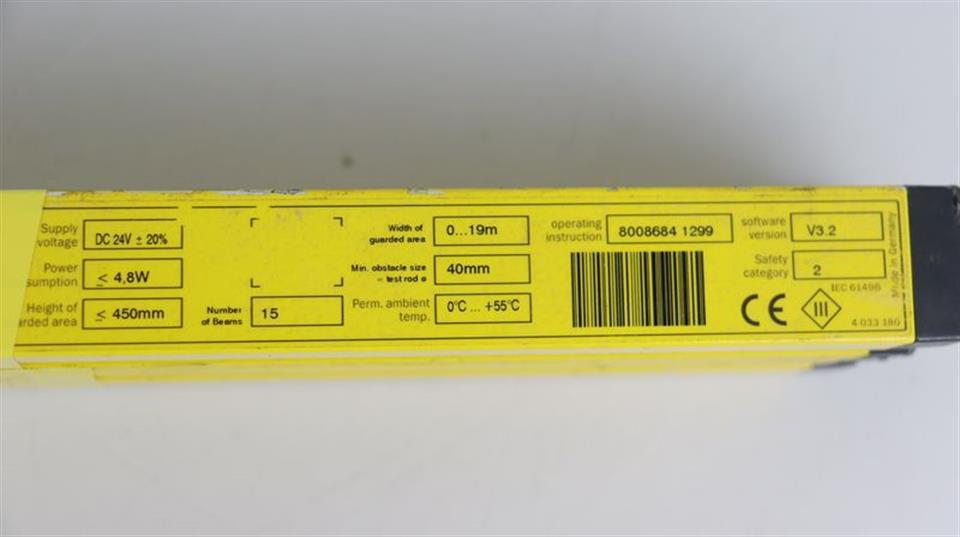 Supply
voltage
DC 24V ± 20%
Power
sumption
≤ 4,8W
Height of
rded area
≤ 450mm
Number
of Beams
15
Width of
guarded area
0...19m
Min. obstacle size
= test rod ø
40mm
Perm. ambient
temp.
0°C ... +55°C
operating
instruction
8008684 1299
software
version
V3.2
Safety
category
2
IEC 61496
CE
III
4 033 180
Made in Germany